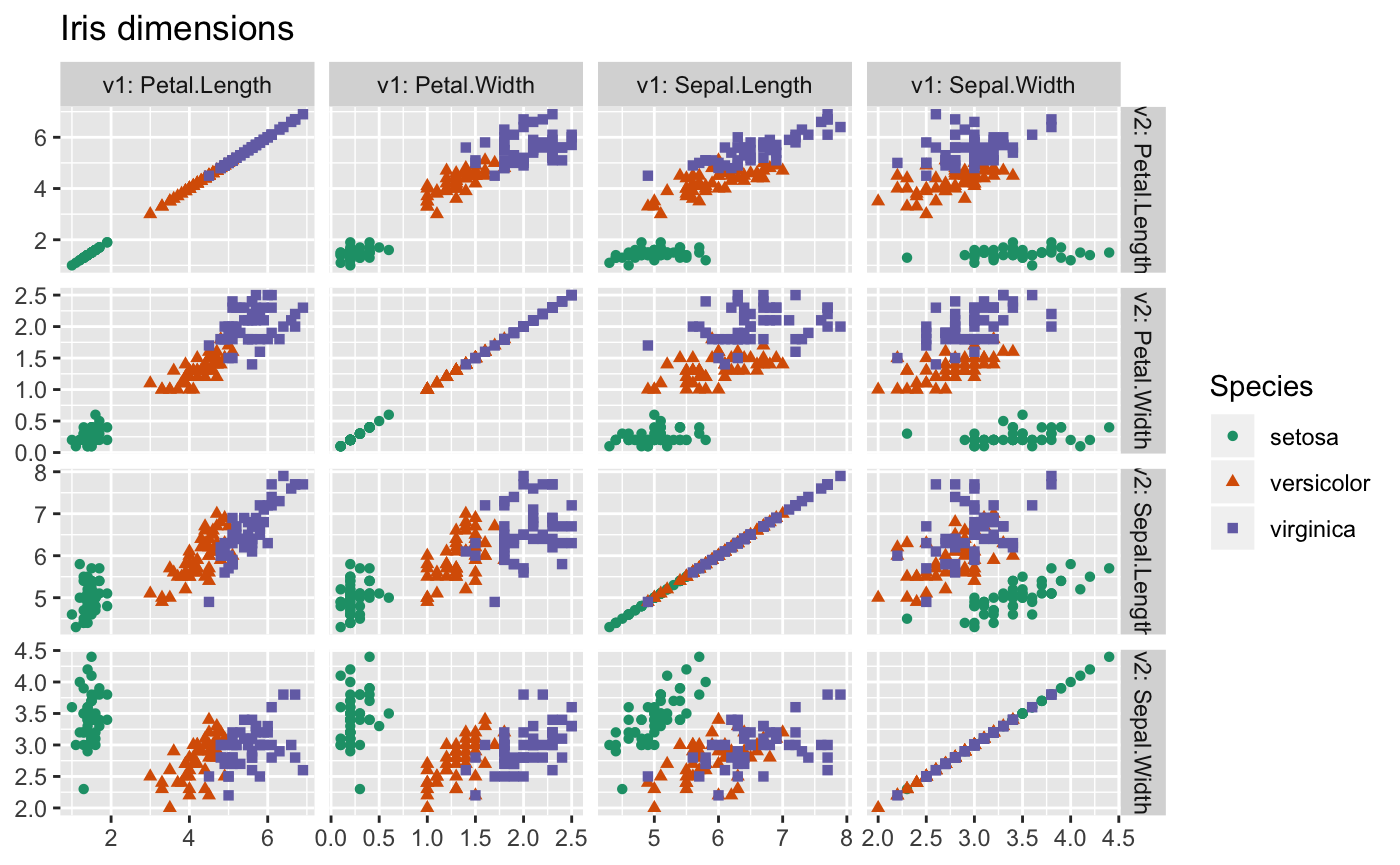 Iris dimensions
v1: Petal.Length v1: Petal.Width v1: Sepal.Length v1: Sepal.Width
6
4
2
v2: Petal.Length
2.5
2.0
1.5
1.0
0.5
0.0
v2: Petal.Width
8
7
6
5
v2: Sepal.Length
4.5
4.0
3.5
3.0
2.5
2.0
v2: Sepal.Width
2 4 6 0.0 0.5 1.0 1.5 2.0 2.5 5 6 7 8 2.0 2.5 3.0 3.5 4.0 4.5
Species
setosa
versicolor
virginica